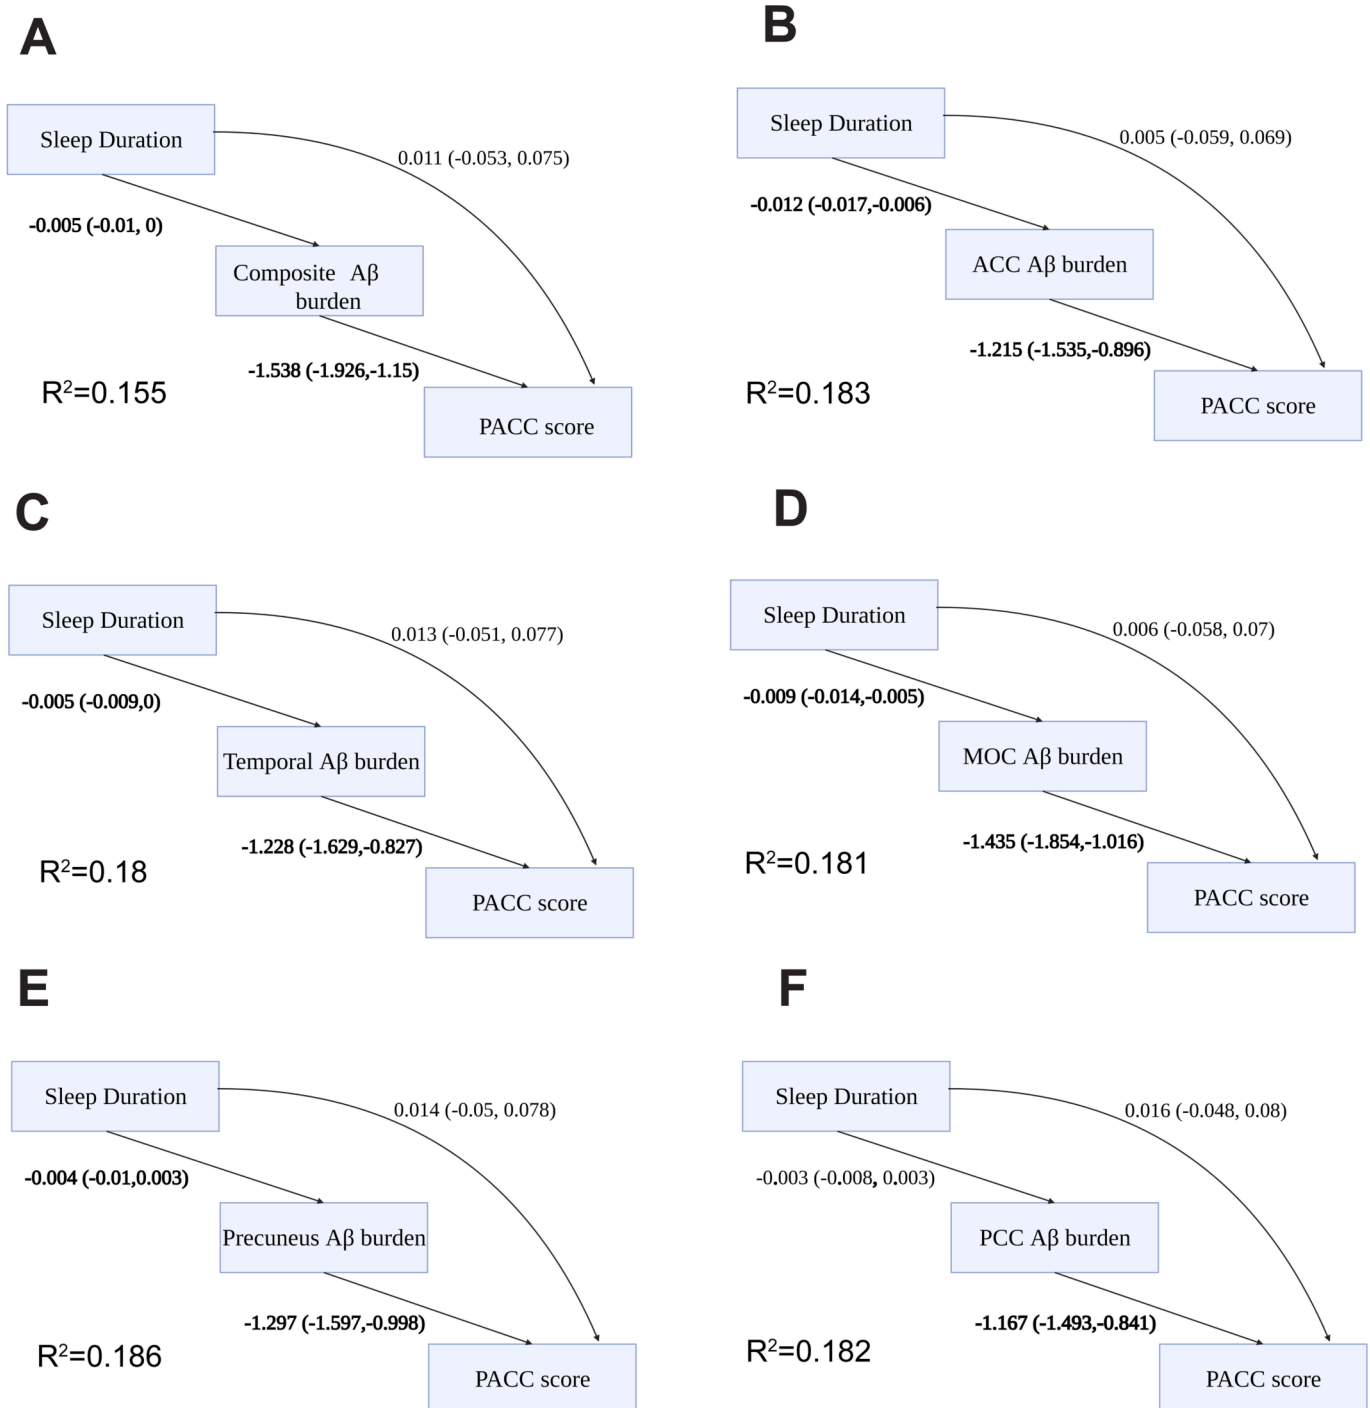 A
Sleep Duration
0.011 (-0.053, 0.075)
-0.005 (-0.01, 0)
Composite Aβ
burden
-1.538 (-1.926,-1.15)
R²=0.155
PACC score
B
Sleep Duration
0.005 (-0.059, 0.069)
-0.012 (-0.017,-0.006)
ACC Aβ burden
-1.215 (-1.535,-0.896)
R²=0.183
PACC score
C
Sleep Duration
0.013 (-0.051, 0.077)
-0.005 (-0.009,0)
Temporal Aβ burden
-1.228 (-1.629,-0.827)
R²=0.18
PACC score
D
Sleep Duration
0.006 (-0.058, 0.07)
-0.009 (-0.014,-0.005)
MOC Aβ burden
-1.435 (-1.854,-1.016)
R²=0.181
PACC score
E
Sleep Duration
0.014 (-0.05, 0.078)
-0.004 (-0.01,0.003)
Precuneus Aβ burden
-1.297 (-1.597,-0.998)
R²=0.186
PACC score
F
Sleep Duration
0.016 (-0.048, 0.08)
-0.003 (-0.008, 0.003)
PCC Aβ burden
-1.167 (-1.493,-0.841)
R²=0.182
PACC score